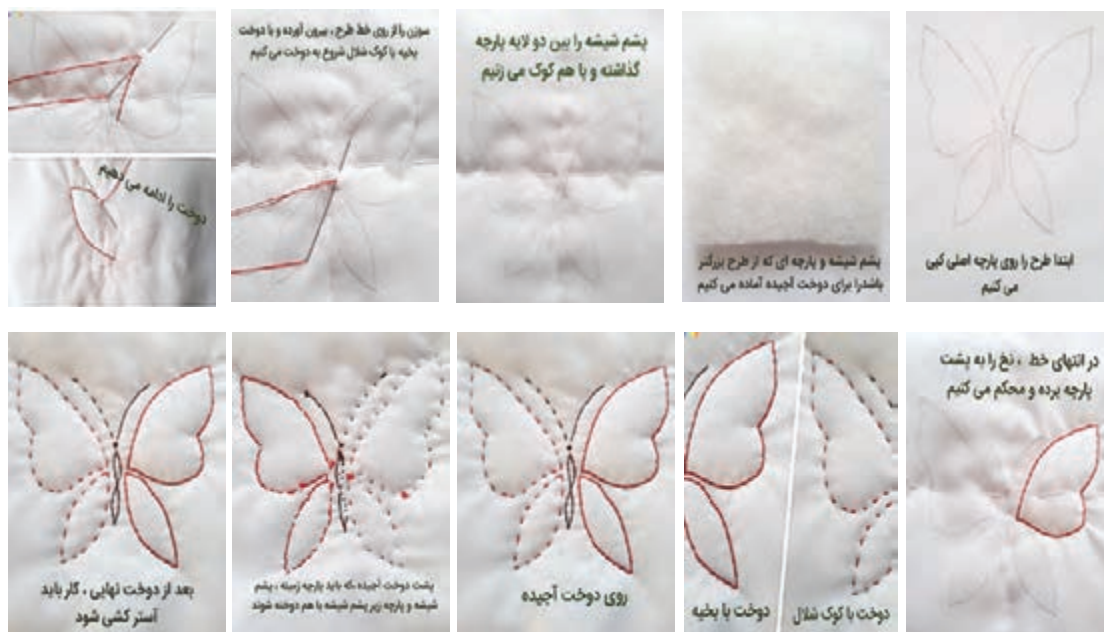 ابتدا طرح را روی پارچه اصلی کپی
می کنیم
پشم شیشه و پارچه ای که از طرح بزرگتر
باشدرا برای دوخت آجیده آماده می کنیم
پشم شیشه را بین دو لایه پارچه
گذاشته و با هم کوک می زنیم
سوزن را از روی خط طرح ، بیرون آورده و با دوخت
بخیه یا کوک شلال شروع به دوخت می کنیم
دوخت را ادامه می دهیم
در انتهای خط ، نخ را به پشت
پارچه برده و محکم می کنیم
دوخت با کوک شلال
دوخت با بخیه
روی دوخت آجیده
پشت دوخت آجیده ،که باید پارچه زمینه ، پشم
شیشه و پارچه زیر پشم شیشه با هم دوخته شوند
بعد از دوخت نهایی ، کار باید
آستر کشی شود